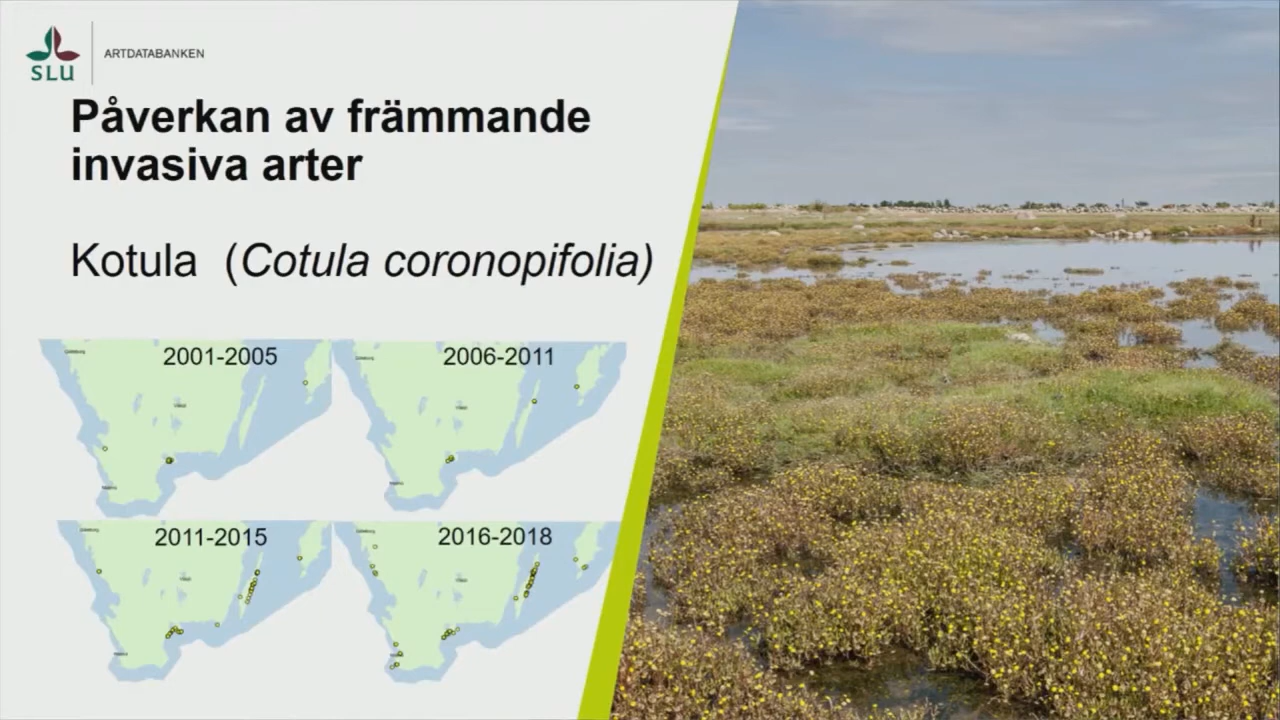 SLU
ARTDATABANKEN
Påverkan av främmande
invasiva arter
Kotula (Cotula coronopifolia)
2001-2005
2006-2011
2011-2015
2016-2018